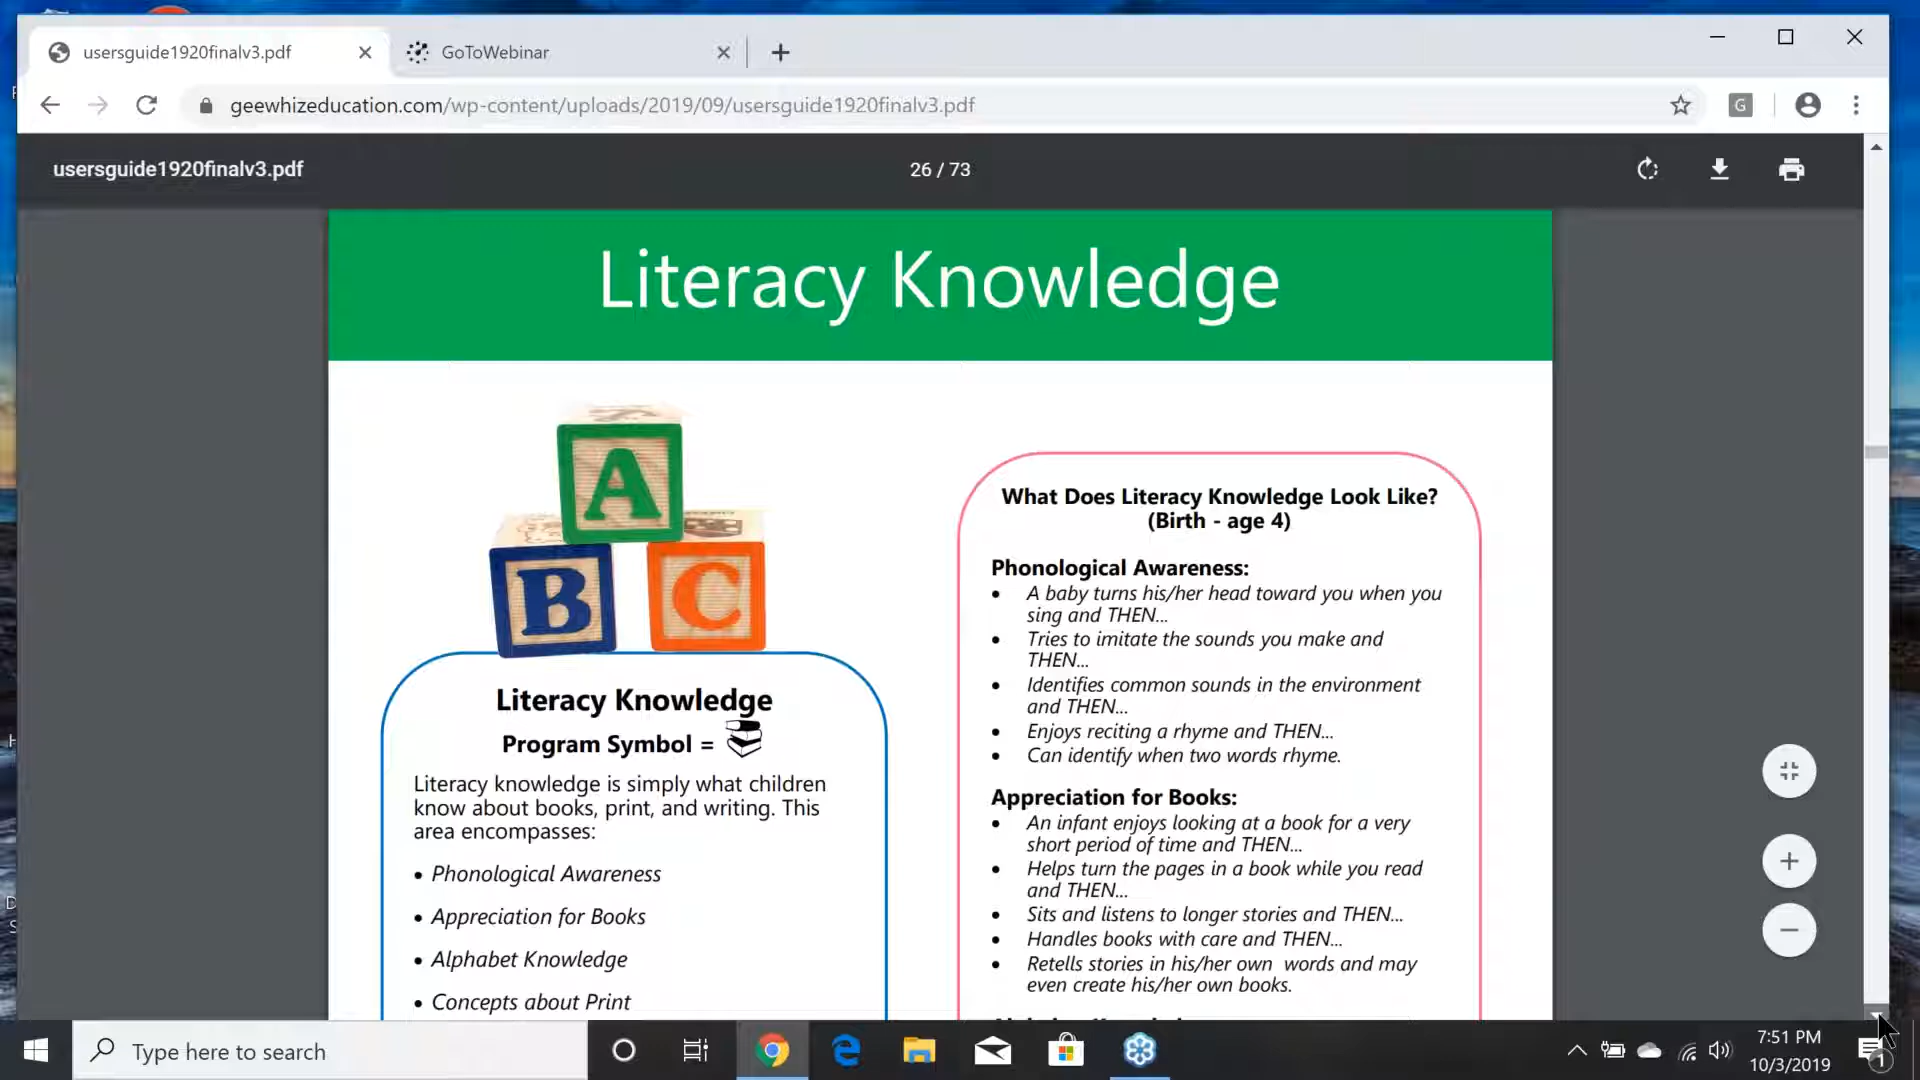 usersguide1920finalv3.pdf
GoToWebinar
geewhizeducation.com/wp-content/uploads/2019/09/usersguide1920finalv3.pdf
G
usersguide1920finalv3.pdf
26 / 73
Literacy Knowledge
A
B
C
Literacy Knowledge
Program Symbol =
Literacy knowledge is simply what children
know about books, print, and writing. This
area encompasses:
• Phonological Awareness
• Appreciation for Books
• Alphabet Knowledge
• Concepts about Print
What Does Literacy Knowledge Look Like?
(Birth - age 4)
Phonological Awareness:
• A baby turns his/her head toward you when you
sing and THEN...
• Tries to imitate the sounds you make and
THEN...
• Identifies common sounds in the environment
and THEN...
• Enjoys reciting a rhyme and THEN...
• Can identify when two words rhyme.
Appreciation for Books:
• An infant enjoys looking at a book for a very
short period of time and THEN...
• Helps turn the pages in a book while you read
and THEN...
• Sits and listens to longer stories and THEN...
• Handles books with care and THEN...
• Retells stories in his/her own words and may
even create his/her own books.
Type here to search
7:51 PM
10/3/2019
1